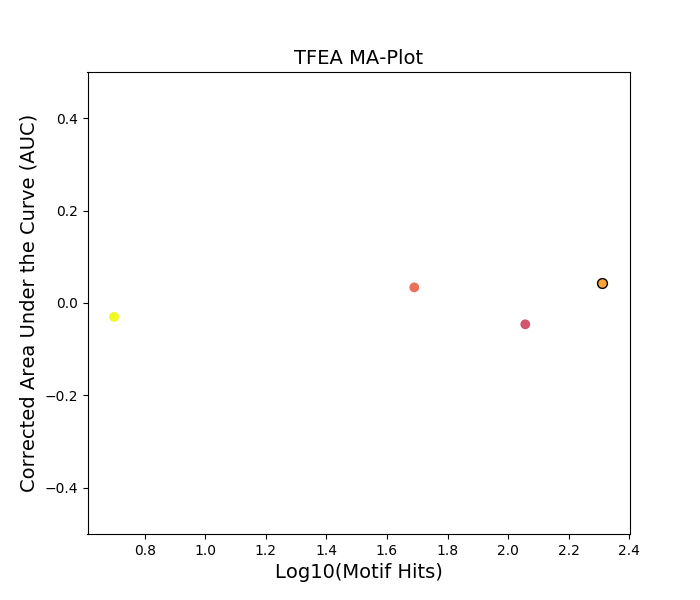 TFEA MA-Plot
Corrected Area Under the Curve (AUC)
0.4
0.2
0.0
−0.2
−0.4
0.8 1.0 1.2 1.4 1.6 1.8 2.0 2.2 2.4
Log10(Motif Hits)